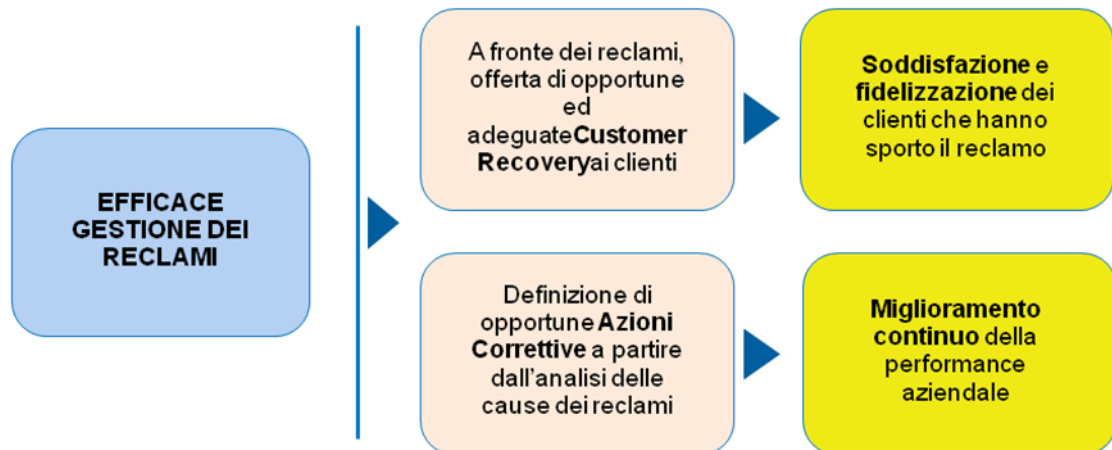 EFFICACE
GESTIONE DEI
RECLAMI
A fronte dei reclami,
offerta di opportune
ed
adeguateCustomer
Recoveryai clienti
Soddisfazione e
fidelizzazione dei
clienti che hanno
sporto il reclamo
Definizione di
opportune Azioni
Correttive a partire
dall'analisi delle
cause dei reclami
Miglioramento
continuo della
performance
aziendale